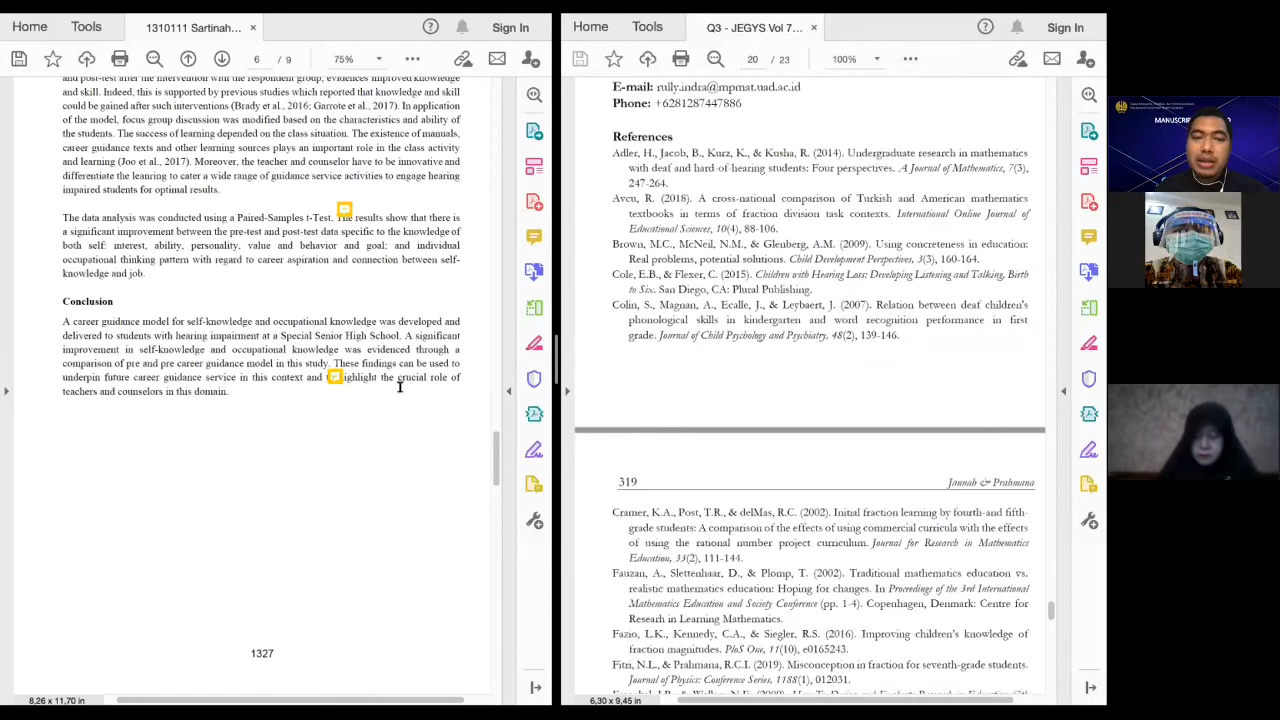 Home
Tools
1310111 Sartinah...
×
Sign In
6 / 9
75%
and post-test after the intervention with the respondent group, evidences improved knowledge
and skill. Indeed, this is supported by previous studies which reported that knowledge and skill
could be gained after such interventions (Brady et al., 2016; Garrote et al., 2017). In application
of the model, focus group discussion was modified based on the characteristics and ability of
the students. The success of learning depended on the class situation. The existence of manuals,
career guidance texts and other learning sources plays an important role in the class activity
and learning (Joo et al., 2017). Moreover, the teacher and counselor have to be innovative and
differentiate the leanring to cater a wide range of guidance service activities to engage hearing
impaired students for optimal results.
The data analysis was conducted using a Paired-Samples t-Test. The results show that there is
a significant improvement between the pre-test and post-test data specific to the knowledge of
both self: interest, ability, personality, value and behavior and goal; and individual
occupational thinking pattern with regard to career aspiration and connection between self-
knowledge and job.
Conclusion
A career guidance model for self-knowledge and occupational knowledge was developed and
delivered to students with hearing impairment at a Special Senior High School. A significant
improvement in self-knowledge and occupational knowledge was evidenced through a
comparison of pre and pre career guidance model in this study. These findings can be used to
underpin future career guidance service in this context and highlight the crucial role of
teachers and counselors in this domain.
1327
8,26 x 11,70 in
Home
Tools
Q3 - JEGYS Vol 7...
×
Sign In
20 / 23
100%
E-mail: rully.indra@mpmat.uad.ac.id
Phone: +6281287447886
References
Adler, H., Jacob, B., Kurz, K., & Kusha, R. (2014). Undergraduate research in mathematics
with deaf and hard-of-hearing students: Four perspectives. A Journal of Mathematics, 7(3),
247-264.
Avcu, R. (2018). A cross-national comparison of Turkish and American mathematics
textbooks in terms of fraction division task contexts. International Online Journal of
Educational Sciences, 10(4), 88-106.
Brown, M.C., McNeil, N.M., & Glenberg, A.M. (2009). Using concreteness in education:
Real problems, potential solutions. Child Development Perspectives, 3(3), 160-164.
Cole, E.B., & Flexer, C. (2015). Children with Hearing Loss: Developing Listening and Talking, Birth
to Six. San Diego, CA: Plural Publishing.
Colin, S., Magnan, A., Ecalle, J., & Leybaert, J. (2007). Relation between deaf children's
phonological skills in kindergarten and word recognition performance in first
grade. Journal of Child Psychology and Psychiatry, 48(2), 139-146.
319
Jannah & Prahmana
Cramer, K.A., Post, T.R., & delMas, R.C. (2002). Initial fraction learning by fourth-and fifth-
grade students: A comparison of the effects of using commercial curricula with the effects
of using the rational number project curriculum. Journal for Research in Mathematics
Education, 33(2), 111-144.
Fauzan, A., Slettenhaar, D., & Plomp, T. (2002). Traditional mathematics education vs.
realistic mathematics education: Hoping for changes. In Proceedings of the 3rd International
Mathematics Education and Society Conference (pp. 1-4). Copenhagen, Denmark: Centre for
Researh in Learning Mathematics.
Fazio, L.K., Kennedy, C.A., & Siegler, R.S. (2016). Improving children's knowledge of
fraction magnitudes. PloS One, 11(10), e0165243.
Fitri, N.L., & Prahmana, R.C.I. (2019). Misconception in fraction for seventh-grade students.
Journal of Physics: Conference Series, 1188(1), 012031.
6,30 x 9,45 in